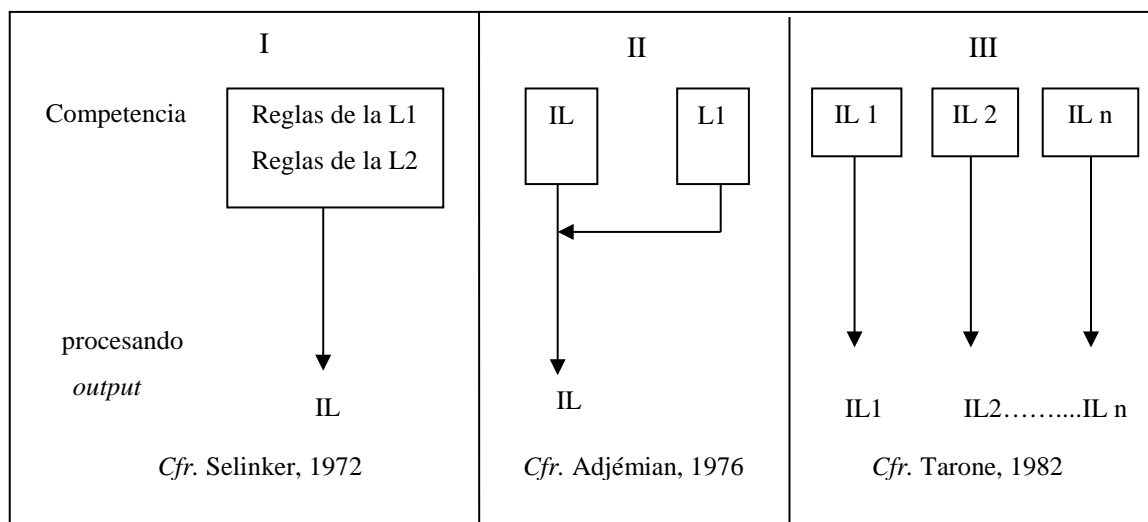 I
II
III
Competencia
Reglas de la L1
Reglas de la L2
IL
L1
IL 1
IL 2
IL n
procesando
output
IL
IL
IL1
IL2……....IL n
Cfr. Selinker, 1972
Cfr. Adjémian, 1976
Cfr. Tarone, 1982